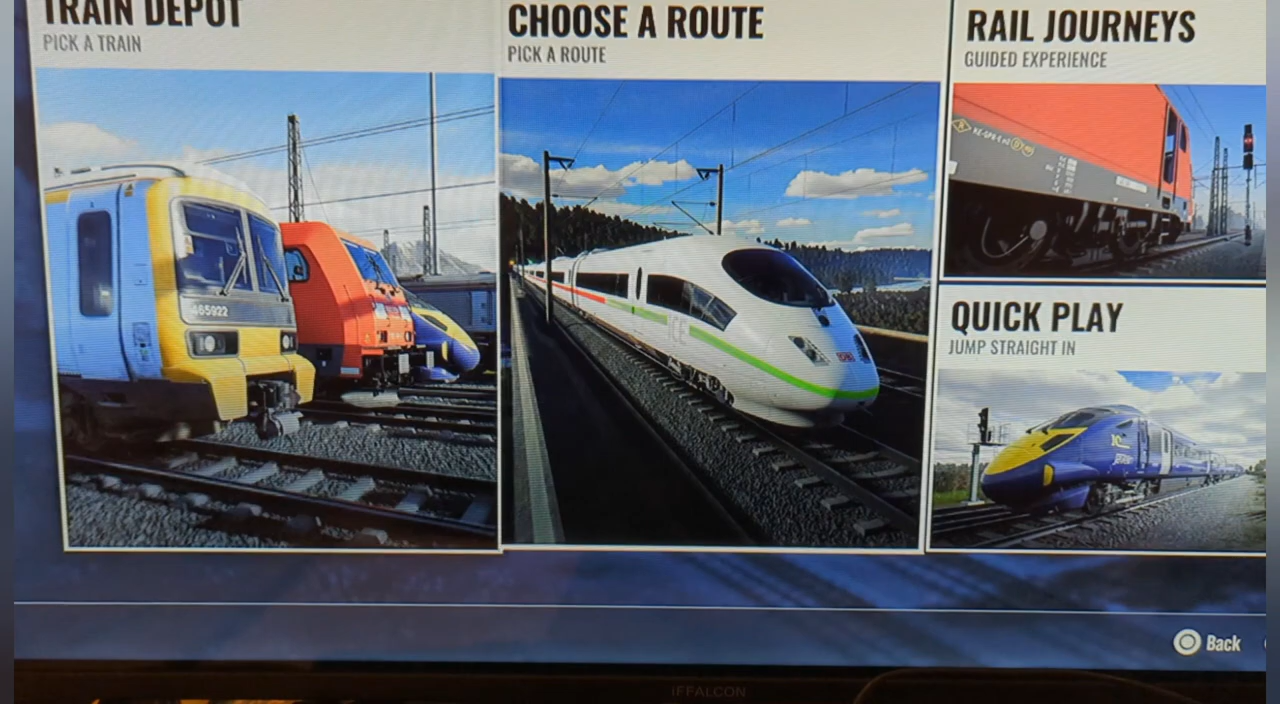 TRAIN DEPOT
PICK A TRAIN
465922
CHOOSE A ROUTE
PICK A ROUTE
DB
RAIL JOURNEYS
GUIDED EXPERIENCE
QUICK PLAY
JUMP STRAIGHT IN
Back
iFFALCON